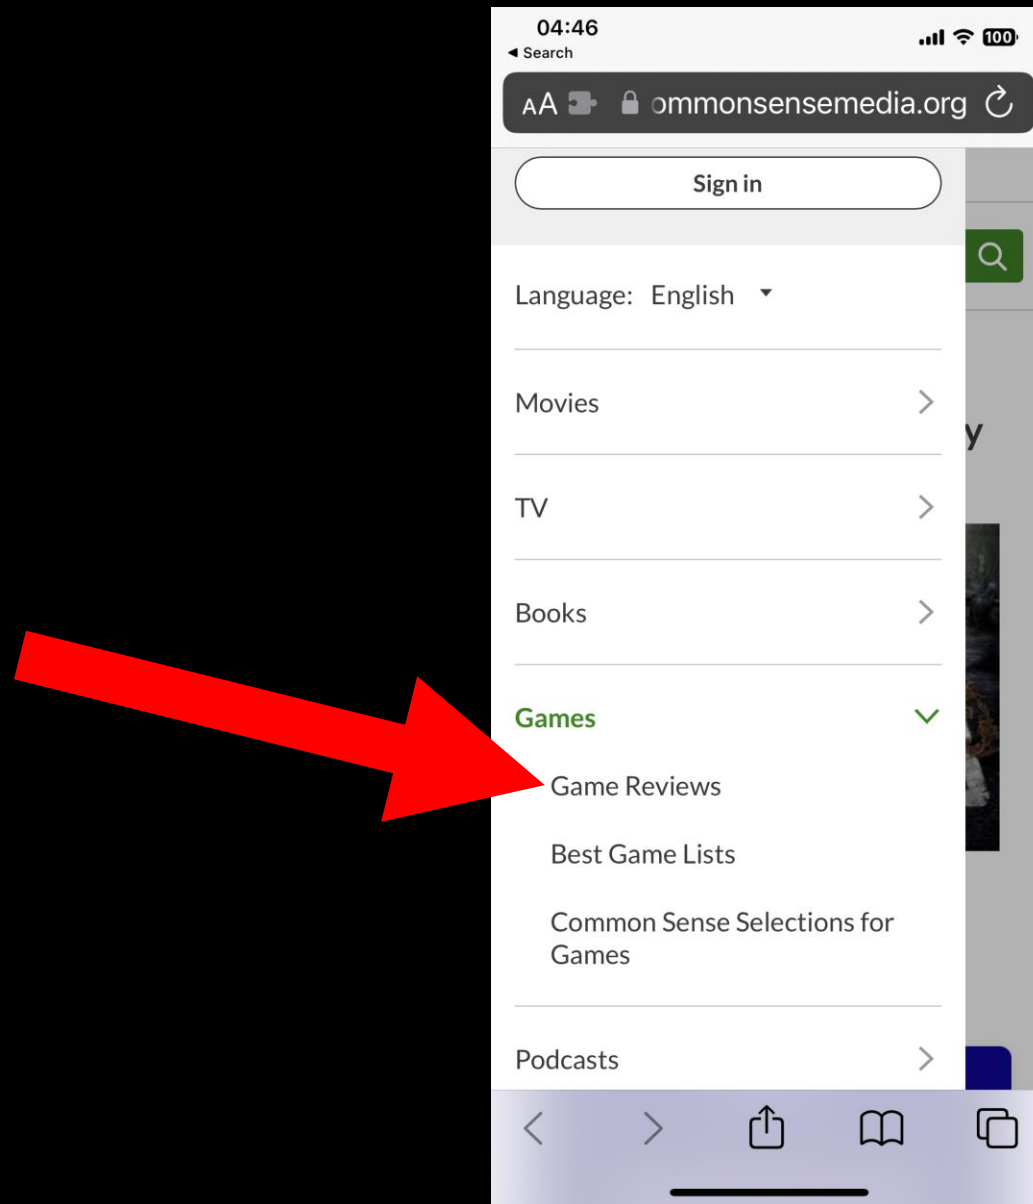 04:46
◀ Search
100
AA ommonsensemedia.org
Sign in
Language: English
Movies
y
TV
Books
Games
Game Reviews
Best Game Lists
Common Sense Selections for
Games
Podcasts